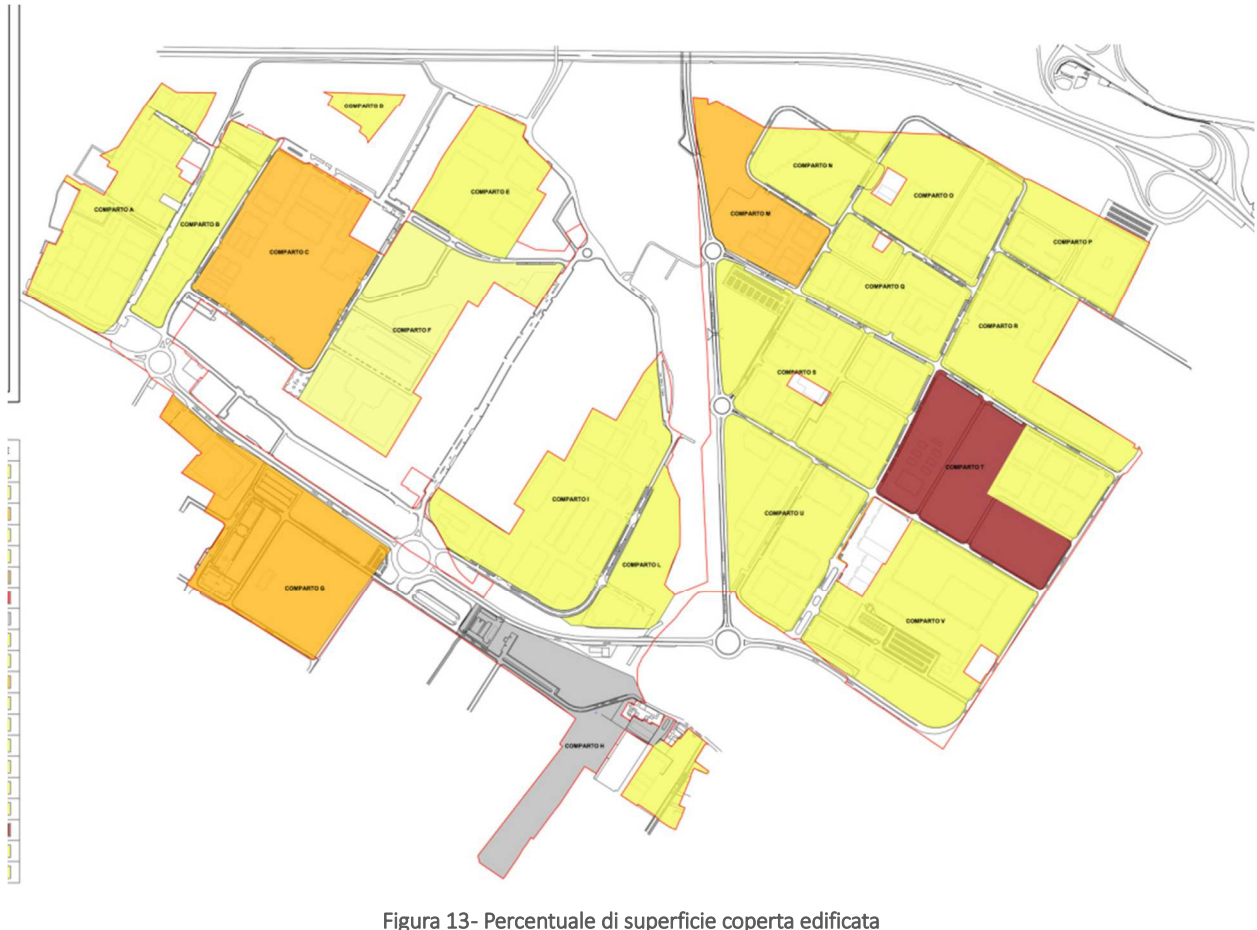 COMPARTO D
COMPARTO N
COMPARTO E
COMPARTO O
COMPARTO A
COMPARTO M
COMPARTO B
COMPARTO P
COMPARTO C
COMPARTO Q
COMPARTO R
COMPARTO F
COMPARTO S
COMPARTO T
COMPARTO I
COMPARTO U
COMPARTO L
COMPARTO G
COMPARTO V
COMPARTO H
Figura 13- Percentuale di superficie coperta edificata